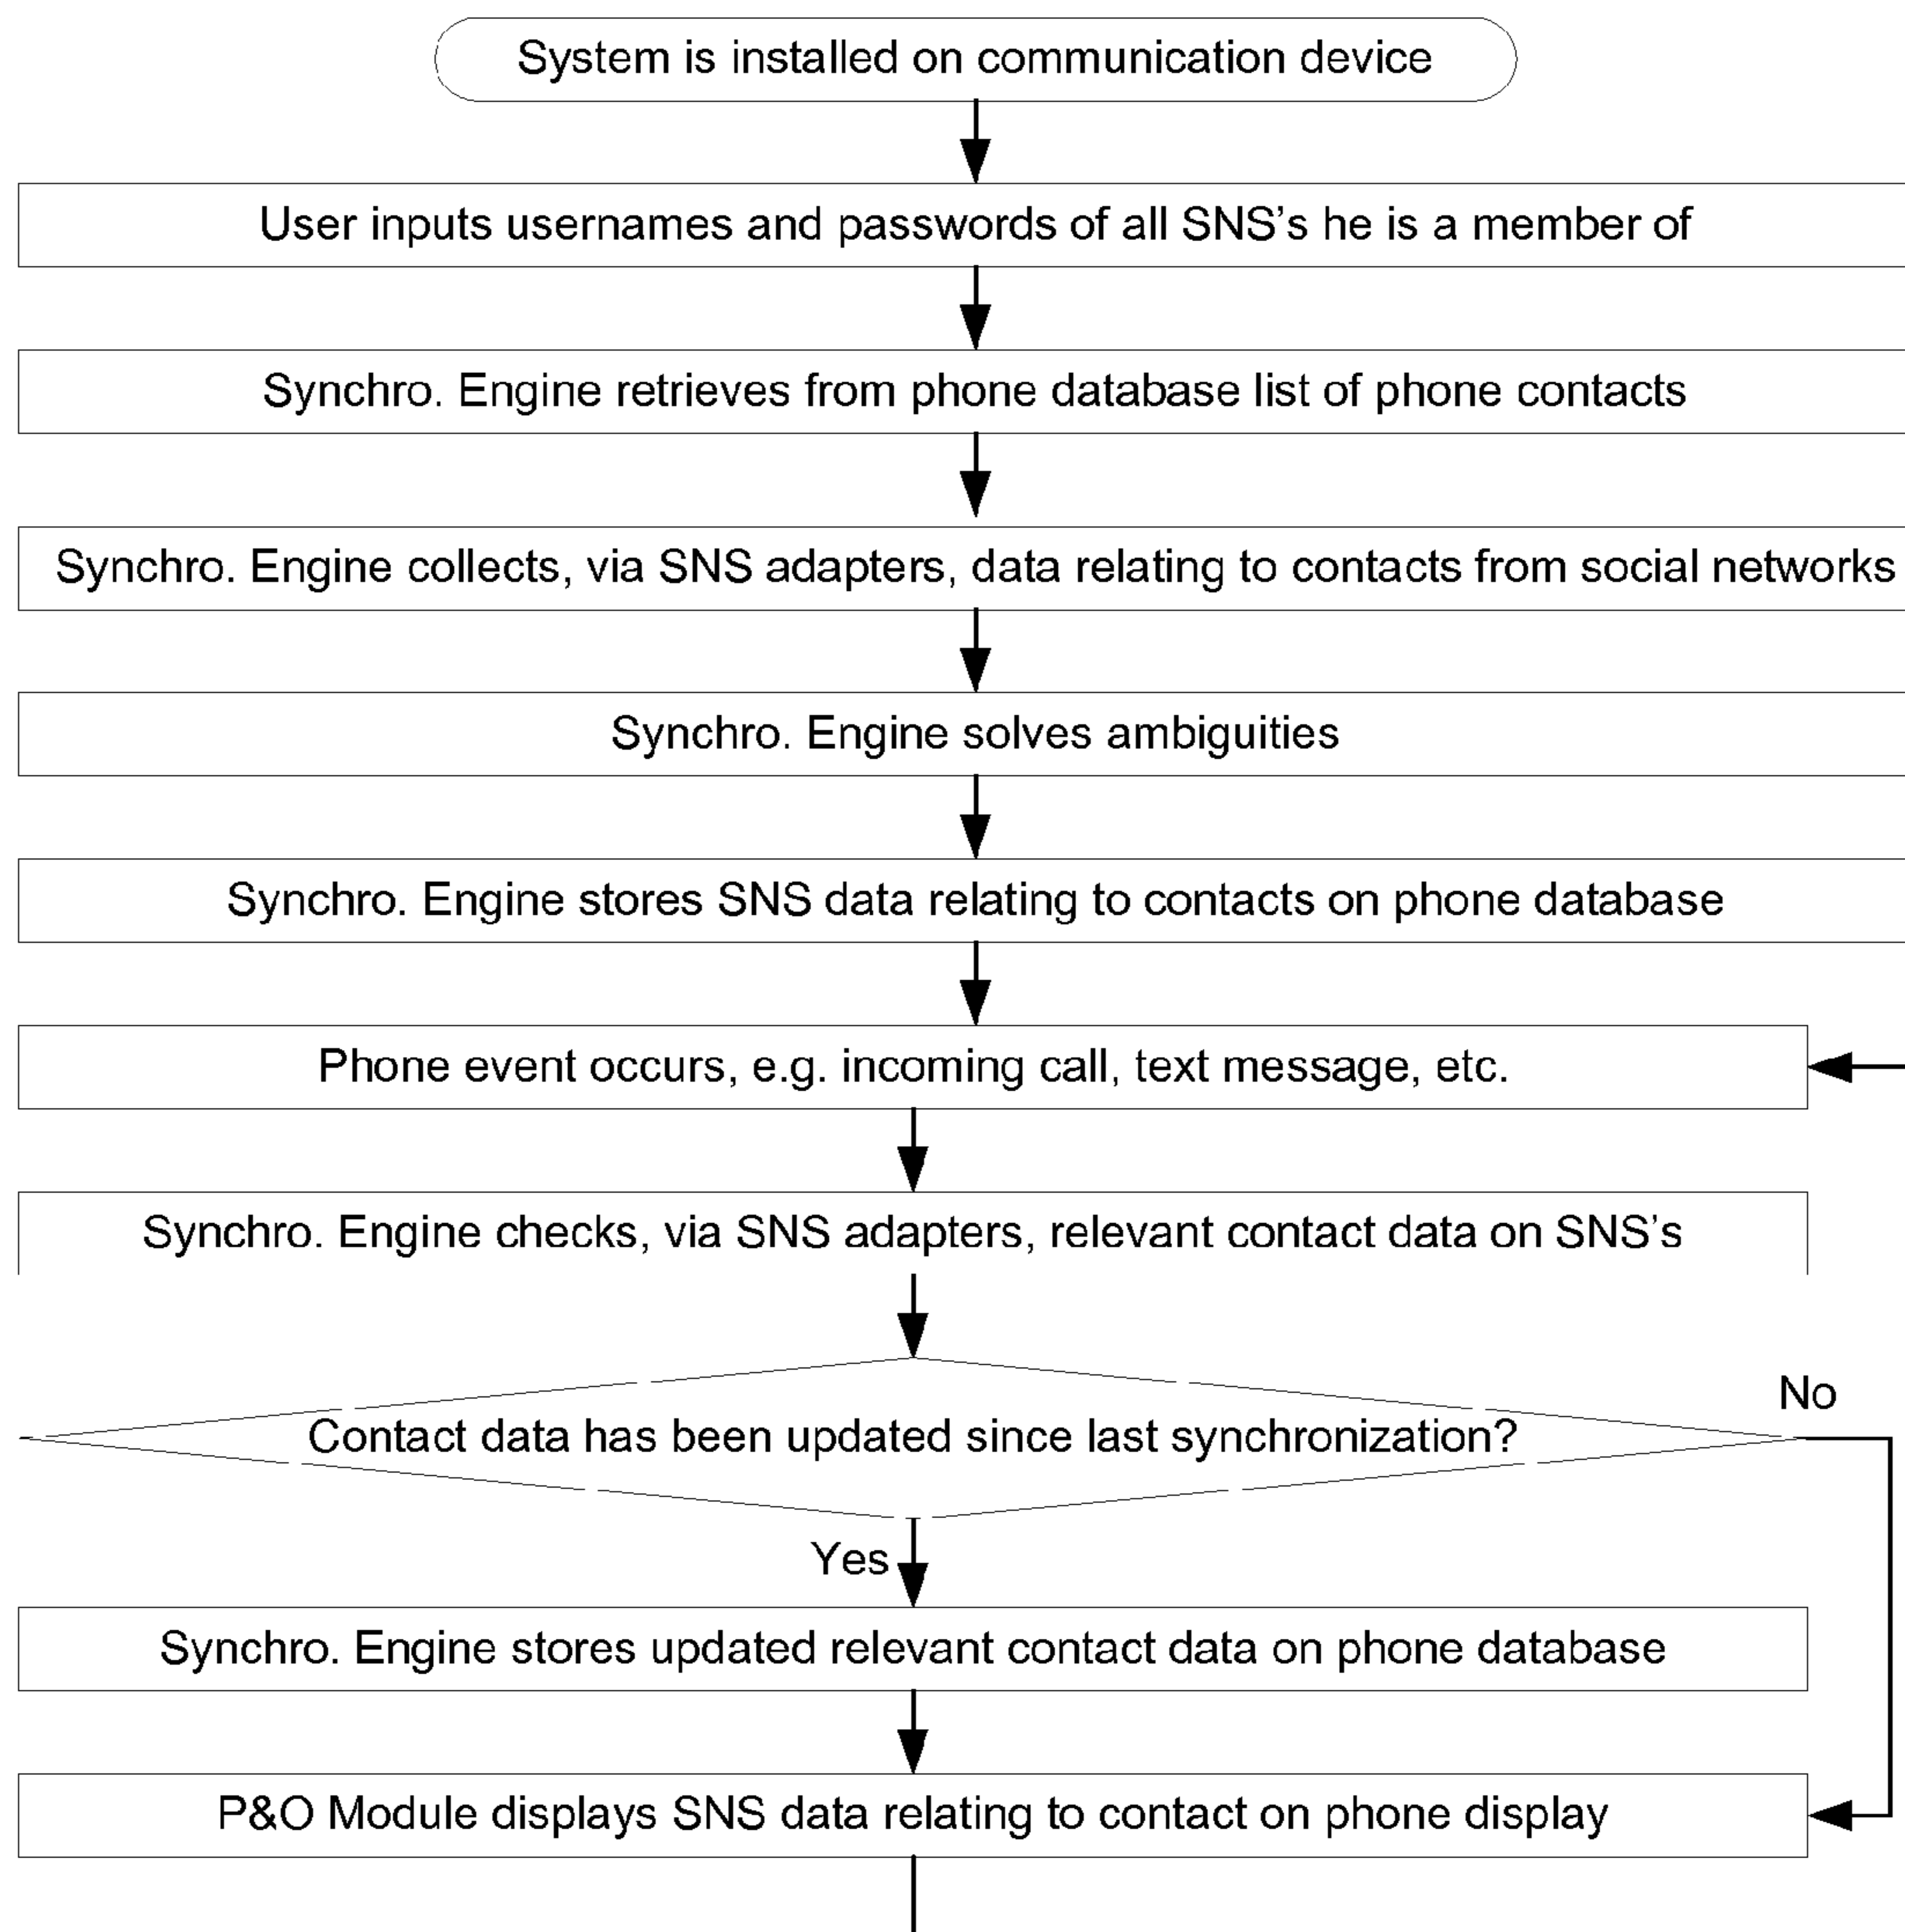 System is installed on communication device
User inputs usernames and passwords of all SNS's he is a member of
Synchro. Engine retrieves from phone database list of phone contacts
Synchro. Engine collects, via SNS adapters, data relating to contacts from social networks
Synchro. Engine solves ambiguities
Synchro. Engine stores SNS data relating to contacts on phone database
Phone event occurs, e.g. incoming call, text message, etc.
Synchro. Engine checks, via SNS adapters, relevant contact data on SNS's
No
Contact data has been updated since last synchronization?
Yes
Synchro. Engine stores updated relevant contact data on phone database
P&O Module displays SNS data relating to contact on phone display